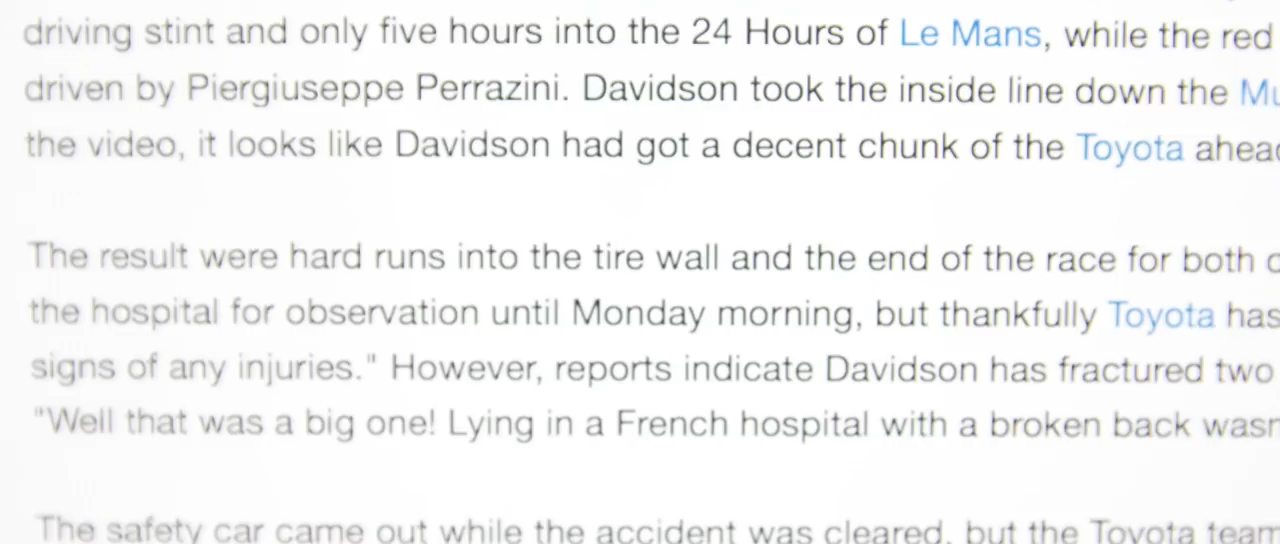 driving stint and only five hours into the 24 Hours of Le Mans, while the red
driven by Piergiuseppe Perrazini. Davidson took the inside line down the Mu
the video, it looks like Davidson had got a decent chunk of the Toyota ahead
The result were hard runs into the tire wall and the end of the race for both c
the hospital for observation until Monday morning, but thankfully Toyota has
signs of any injuries." However, reports indicate Davidson has fractured two
"Well that was a big one! Lying in a French hospital with a broken back wasn
The safety car came out while the accident was cleared, but the Toyota team